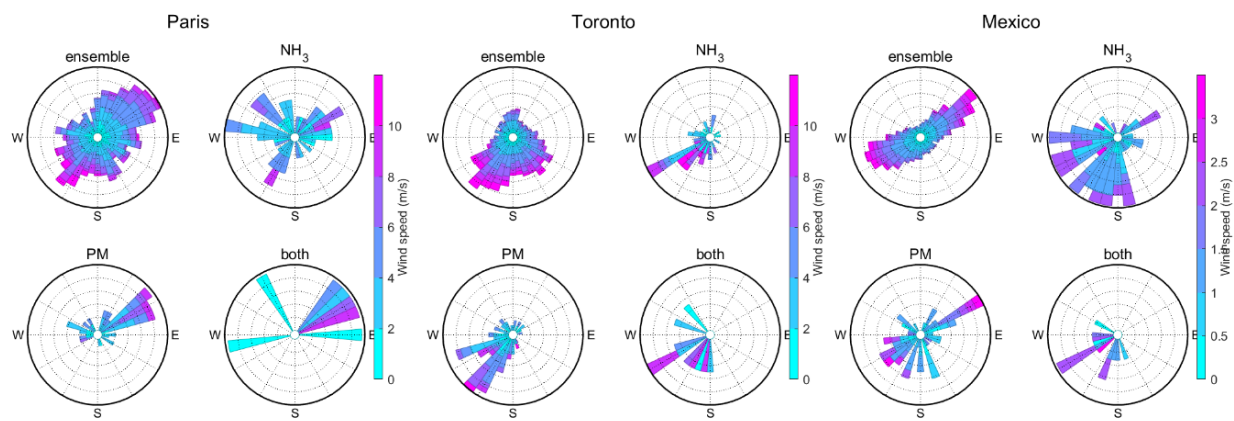 Paris Toronto Mexico
ensemble NH3 ensemble NH3 ensemble NH3
W E W E W E W E W E W E
S S S S S S
10
8
6
4
2
0
Wind speed (m/s)
10
8
6
4
2
0
Wind speed (m/s)
3
2.5
2
1.5
1
0.5
0
Wind speed (m/s)
PM both PM both PM both
W E W E W E W E W E W E
S S S S S S